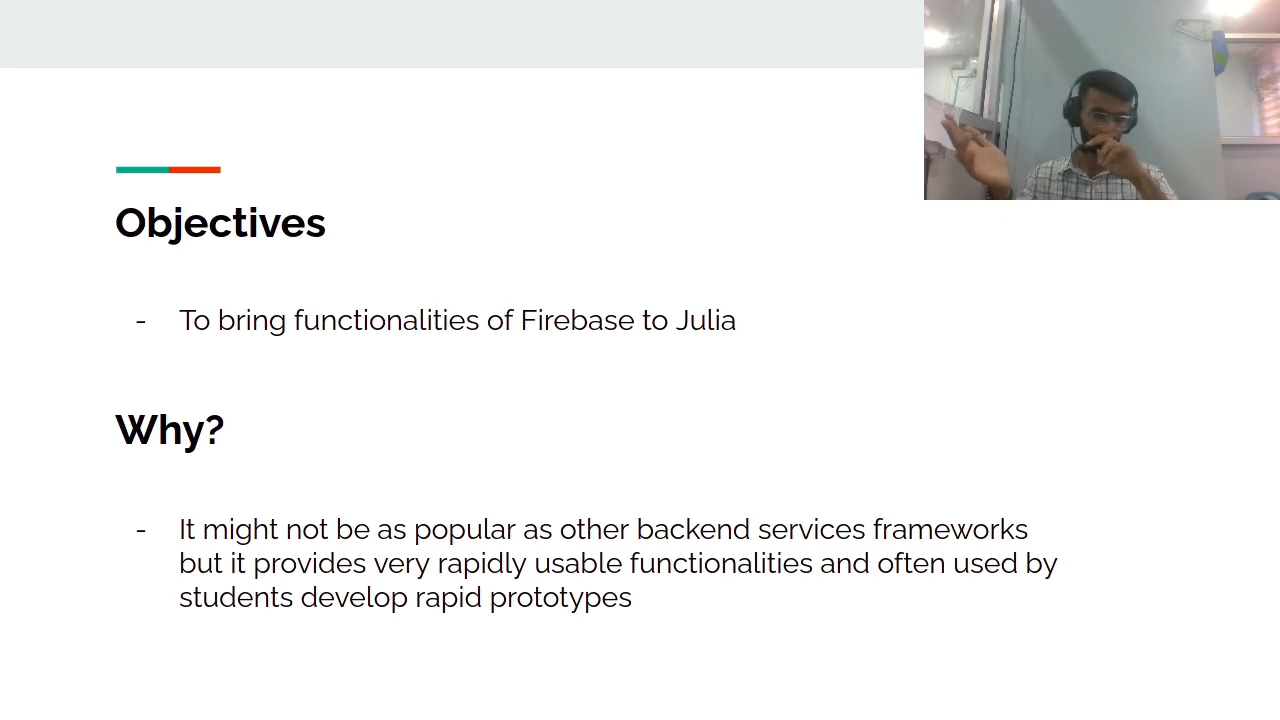 Objectives
- To bring functionalities of Firebase to Julia
Why?
- It might not be as popular as other backend services frameworks
but it provides very rapidly usable functionalities and often used by
students develop rapid prototypes